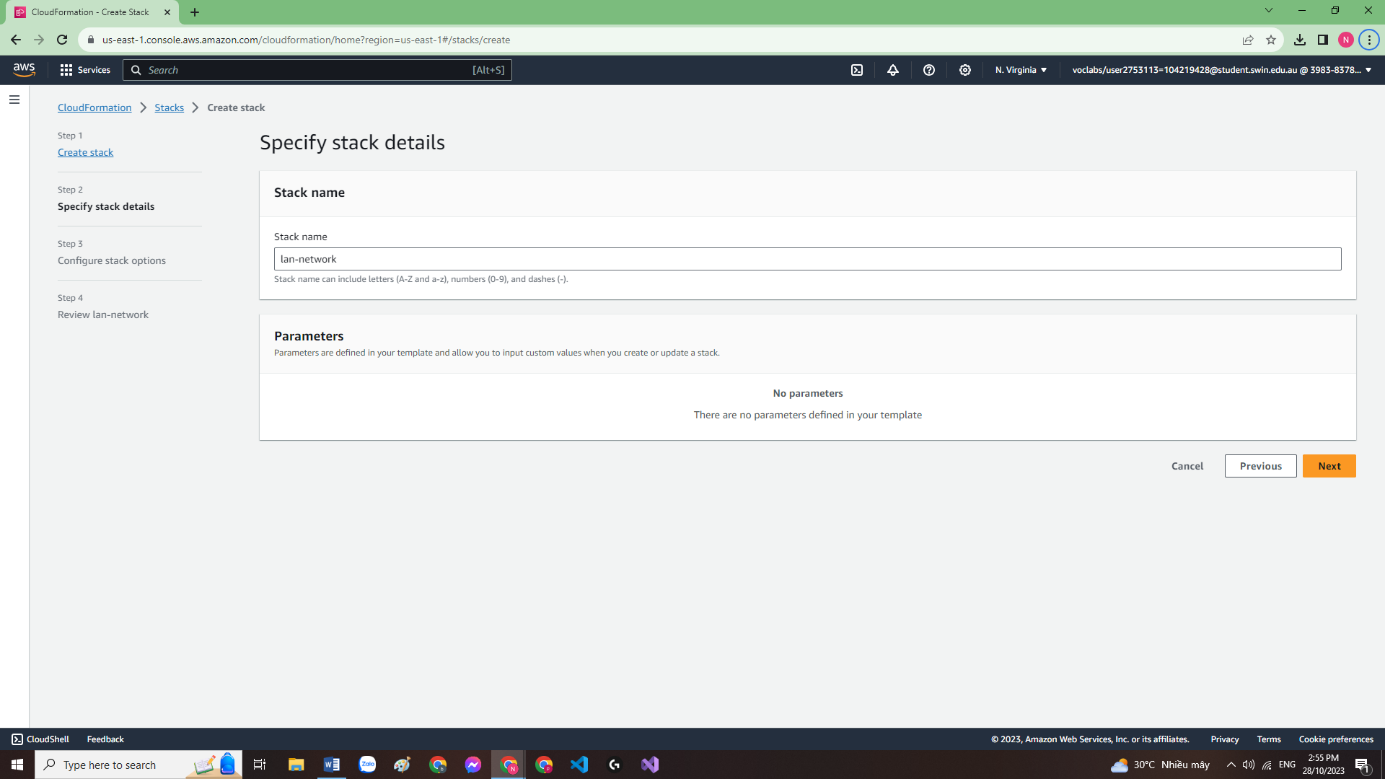 CloudFormation - Create Stack
us-east-1.console.aws.amazon.com/cloudformation/home?region=us-east-1#/stacks/create
N
aws
Services
Search
[Alt+S]
N. Virginia
voclabs/user2753113=104219428@student.swin.edu.au @ 3983-8378...
CloudFormation
Stacks
Create stack
Step 1
Create stack
Step 2
Specify stack details
Step 3
Configure stack options
Step 4
Review lan-network
Specify stack details
Stack name
Stack name
lan-network
Stack name can include letters (A-Z and a-z), numbers (0-9), and dashes (-).
Parameters
Parameters are defined in your template and allow you to input custom values when you create or update a stack.
No parameters
There are no parameters defined in your template
Cancel
Previous
Next
CloudShell
Feedback
© 2023, Amazon Web Services, Inc. or its affiliates.
Privacy
Terms
Cookie preferences
Type here to search
Zalo
30°C Nhiều mây
ENG
2:55 PM
28/10/2023
1